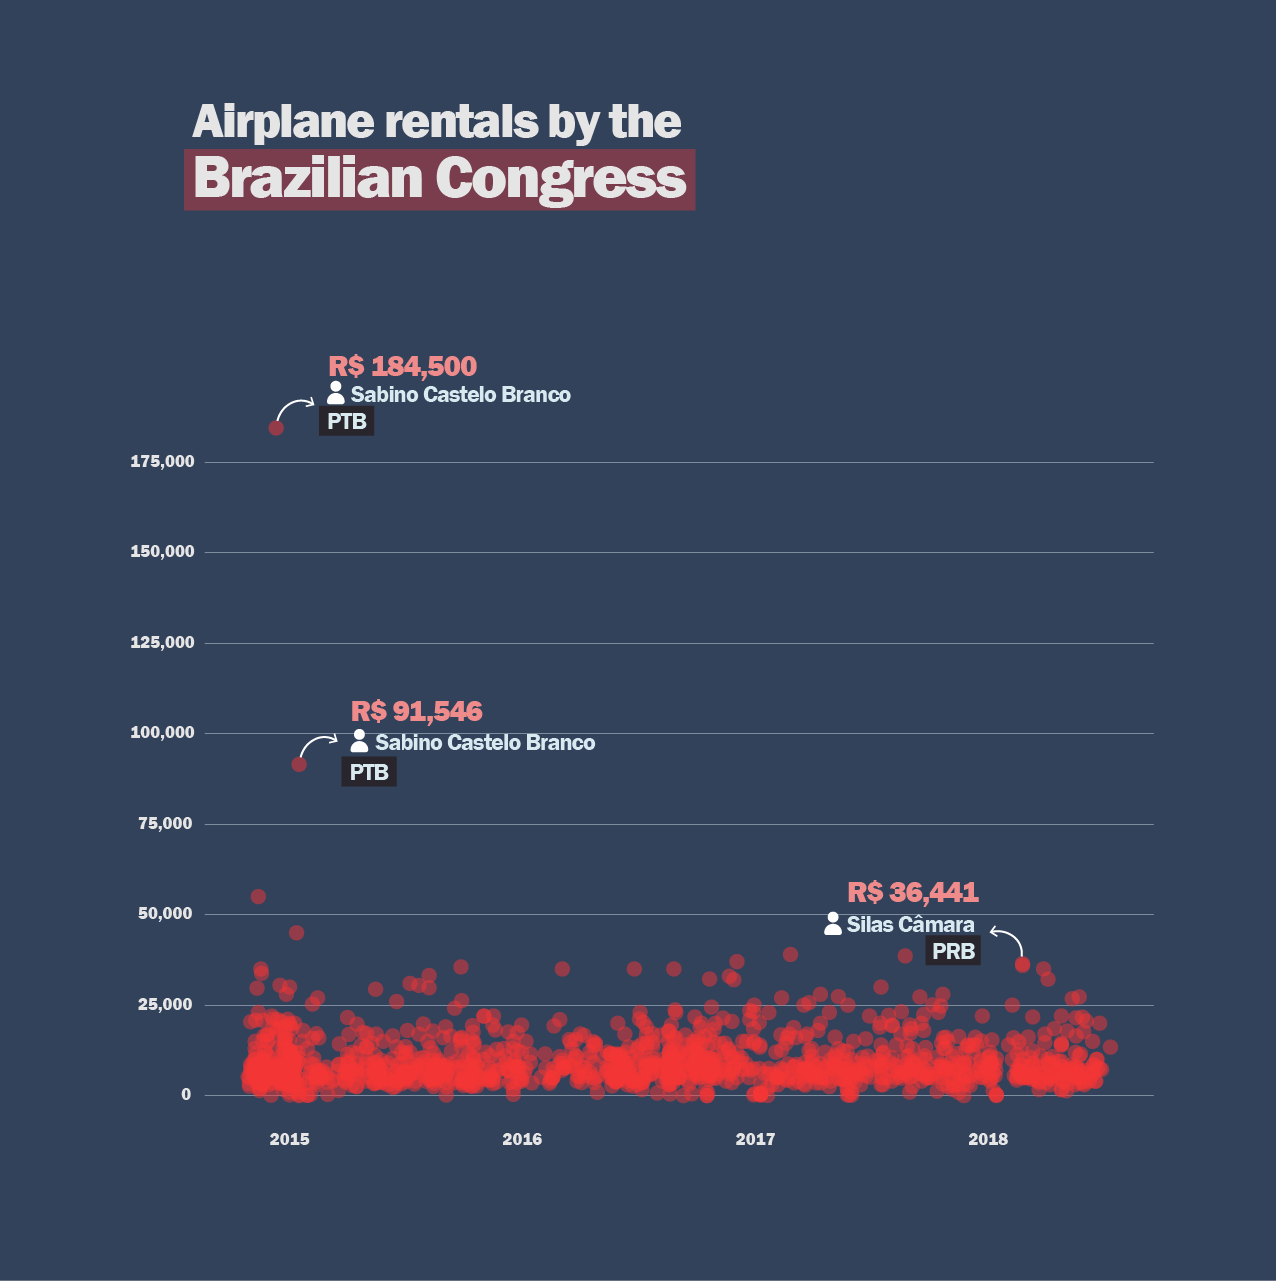 Airplane rentals by the
Brazilian Congress
R$ 184,500
Sabino Castelo Branco
PTB
175,000
150,000
125,000
R$ 91,546
100,000
Sabino Castelo Branco
PTB
75,000
R$ 36,441
50,000
Silas Câmara
PRB
25,000
0
2015 2016 2017 2018